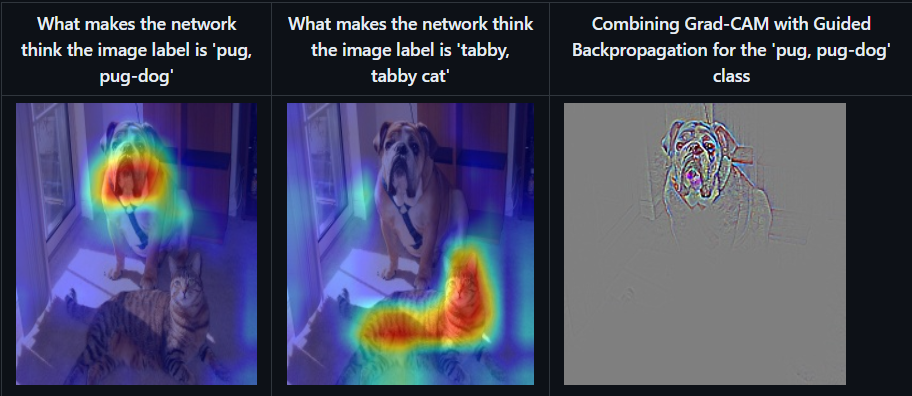 What makes the network
think the image label is 'pug,
pug-dog'
What makes the network think
the image label is 'tabby,
tabby cat'
Combining Grad-CAM with Guided
Backpropagation for the 'pug, pug-dog'
class